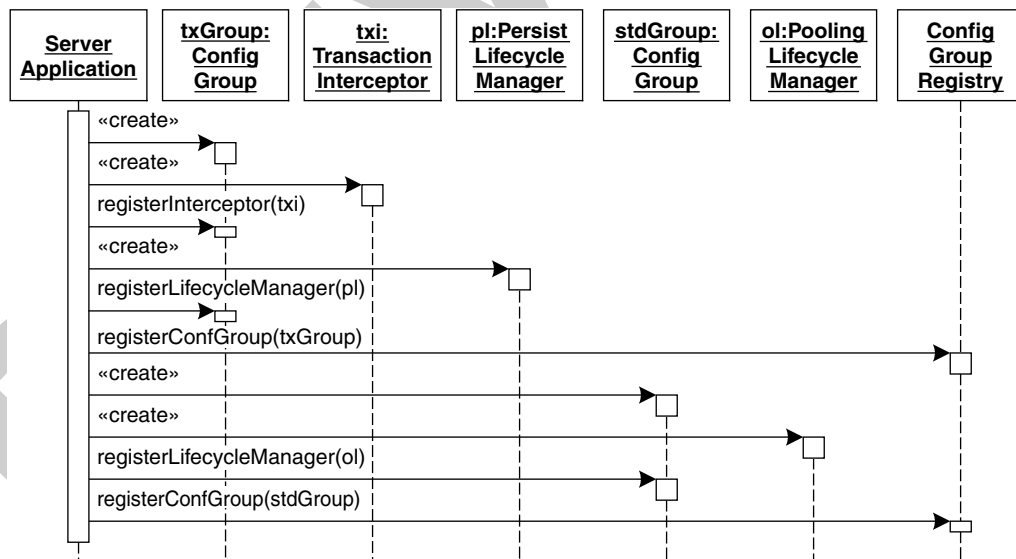 Server
Application
txGroup:
Config
Group
txi:
Transaction
Interceptor
pl:Persist
Lifecycle
Manager
stdGroup:
Config
Group
ol:Pooling
Lifecycle
Manager
Config
Group
Registry
«create»
«create»
registerInterceptor(txi)
«create»
registerLifecycleManager(pl)
registerConfGroup(txGroup)
«create»
«create»
registerLifecycleManager(ol)
registerConfGroup(stdGroup)